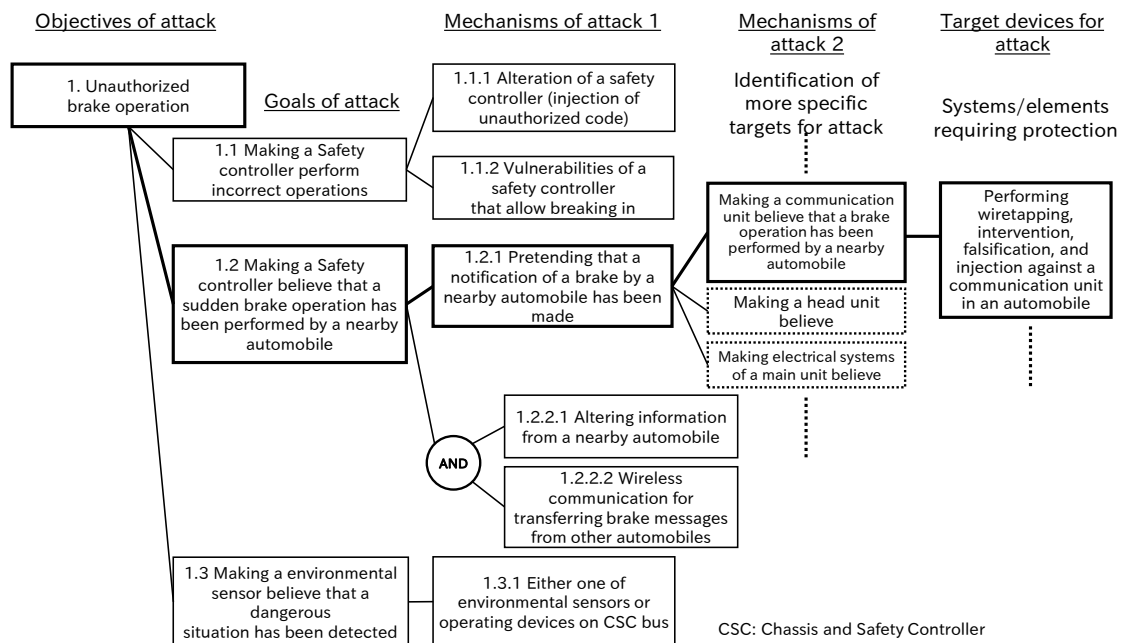 Objectives of attack
Mechanisms of attack 1
Mechanisms of
attack 2
Target devices for
attack
1. Unauthorized
brake operation
Goals of attack
1.1.1 Alteration of a safety
controller (injection of
unauthorized code)
Identification of
more specific
targets for attack
Systems/elements
requiring protection
1.1 Making a Safety
controller perform
incorrect operations
1.1.2 Vulnerabilities of a
safety controller
that allow breaking in
Making a communication
unit believe that a brake
operation has been
performed by a nearby
automobile
Performing
wiretapping,
intervention,
falsification, and
injection against a
communication unit
in an automobile
1.2 Making a Safety
controller believe that a
sudden brake operation has
been performed by a nearby
automobile
1.2.1 Pretending that a
notification of a brake by a
nearby automobile has been
made
Making a head unit
believe
Making electrical systems
of a main unit believe
AND
1.2.2.1 Altering information
from a nearby automobile
1.2.2.2 Wireless
communication for
transferring brake messages
from other automobiles
1.3 Making a environmental
sensor believe that a
dangerous
situation has been detected
1.3.1 Either one of
environmental sensors or
operating devices on CSC bus
CSC: Chassis and Safety Controller